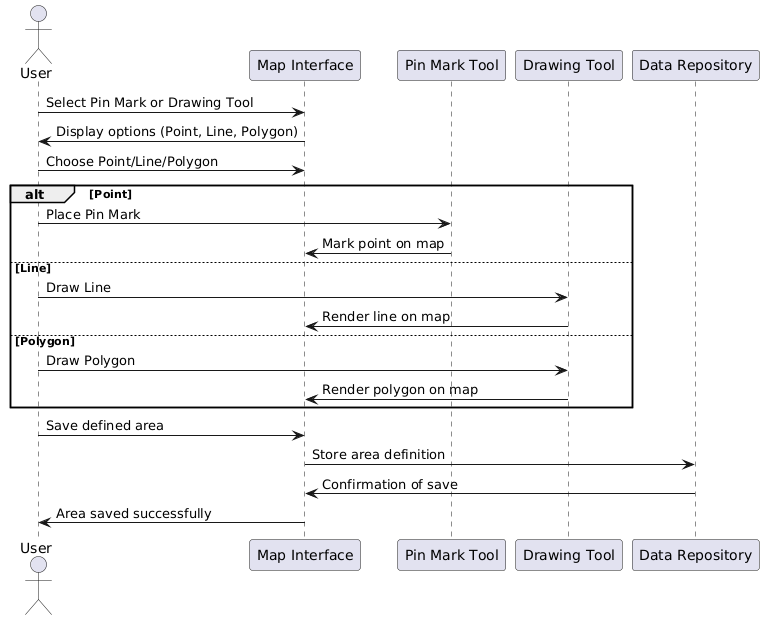 User
Map Interface
Pin Mark Tool
Drawing Tool
Data Repository
Select Pin Mark or Drawing Tool
Display options (Point, Line, Polygon)
Choose Point/Line/Polygon
alt
[Point]
Place Pin Mark
Mark point on map
[Line]
Draw Line
Render line on map
[Polygon]
Draw Polygon
Render polygon on map
Save defined area
Store area definition
Confirmation of save
Area saved successfully
User
Map Interface
Pin Mark Tool
Drawing Tool
Data Repository